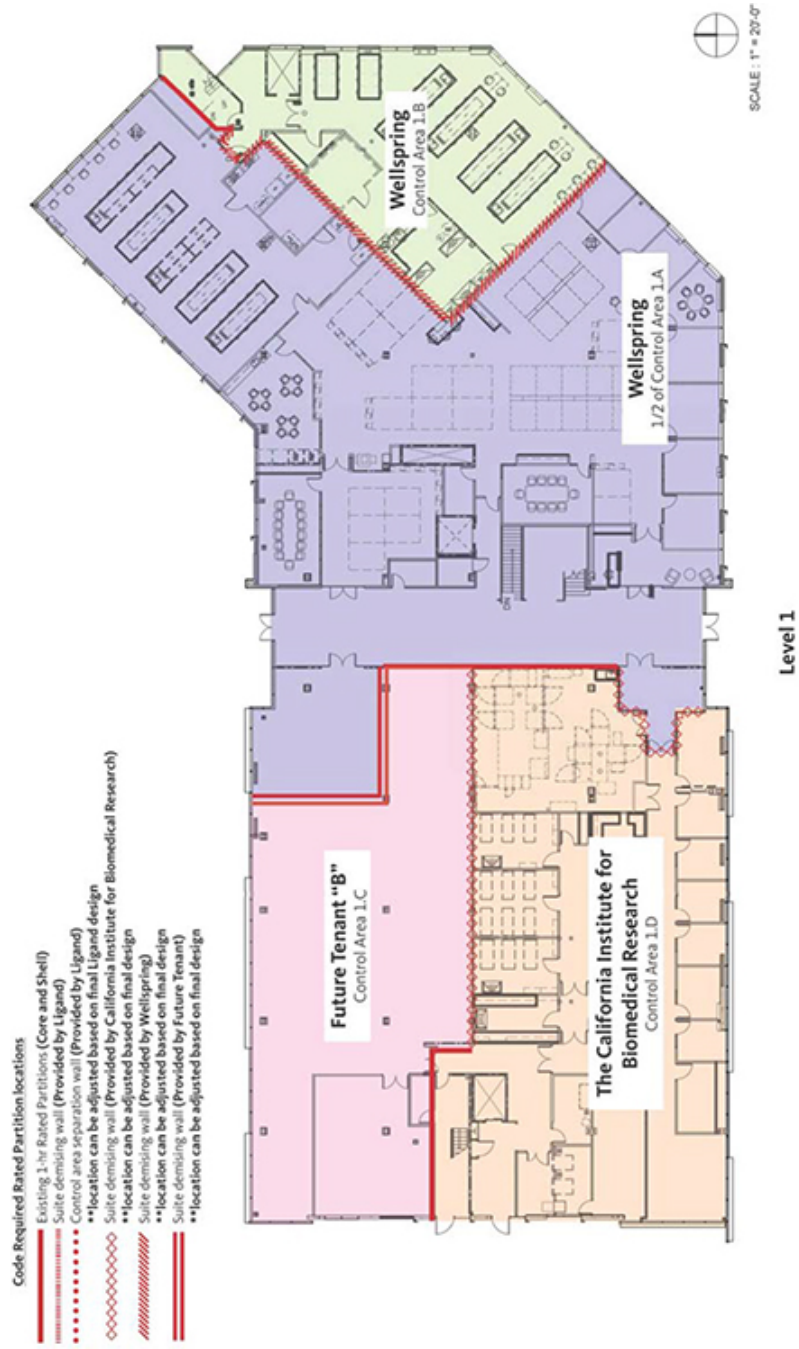 Code Required Rated Partition locations
Existing 1-hr Rated Partitions (Core and Shell)
Suite demising wall (Provided by Ligand)
Control area separation wall (Provided by Ligand)
**location can be adjusted based on final Ligand design
Suite demising wall (Provided by California Institute for Biomedical Research)
**location can be adjusted based on final design
Suite demising wall (Provided by Wellspring)
**location can be adjusted based on final design
Suite demising wall (Provided by Future Tenant)
**location can be adjusted based on final design
Future Tenant "B"
Control Area 1.C
The California Institute for
Biomedical Research
Control Area 1.D
Wellspring
Control Area 1.B
Wellspring
1/2 of Control Area 1.A
DN
Level 1
SCALE : 1" = 20'-0"